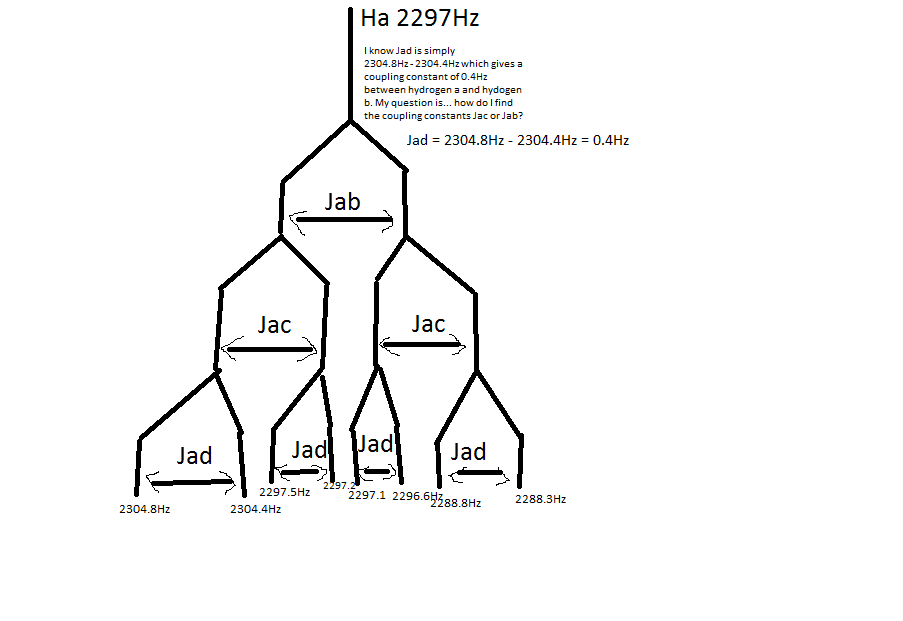 Ha 2297Hz
I know Jad is simply
2304.8Hz - 2304.4Hz which gives a
coupling constant of 0.4Hz
between hydrogen a and hydogen
b. My question is... how do I find
the coupling constants Jac or Jab?
Jad = 2304.8Hz - 2304.4Hz = 0.4Hz
Jab
Jac
Jac
Jad
Jad
Jad
Jad
2304.8Hz
2304.4Hz
2297.5Hz
2297.2
2297.1
2296.6Hz
2288.8Hz
2288.3Hz